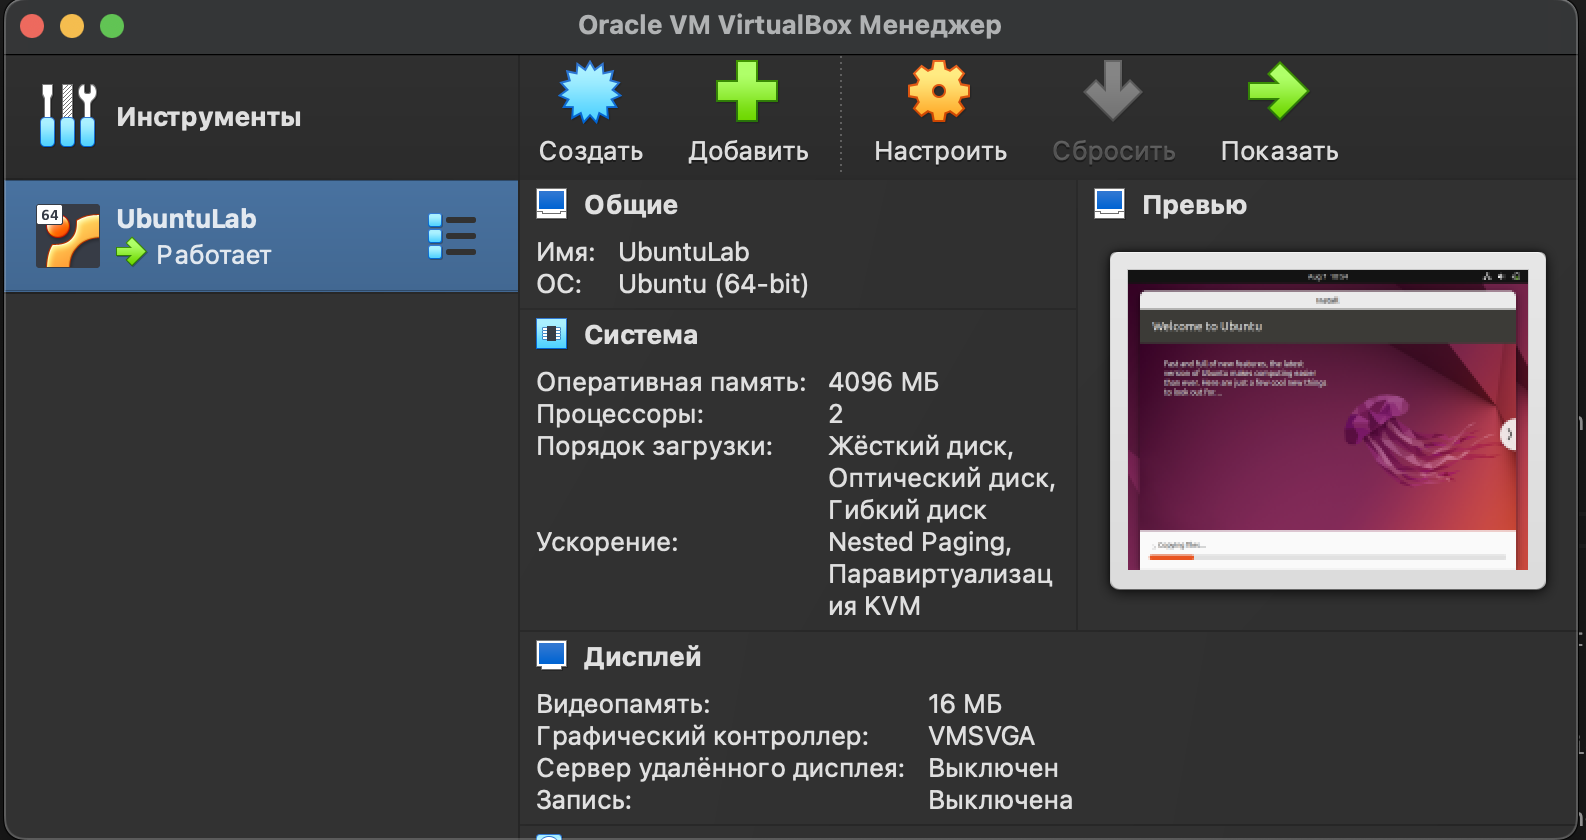 Oracle VM VirtualBox Менеджер
Инструменты
Создать
Добавить
Настроить
Сбросить
Показать
64
UbuntuLab
Работает
Общие
Имя: UbuntuLab
ОС: Ubuntu (64-bit)
Система
Оперативная память: 4096 МБ
Процессоры: 2
Порядок загрузки: Жёсткий диск,
Оптический диск,
Гибкий диск
Ускорение: Nested Paging,
Паравиртуализац
ия KVM
Превью
Aug 1
Install
Welcome to Ubuntu
Fast and full of new features, the latest
version of Ubuntu makes computing easier
than ever. Here are just a few cool new things
to look out for...
Copying files...
Дисплей
Видеопамять: 16 МБ
Графический контроллер: VMSVGA
Сервер удалённого дисплея: Выключен
Запись: Выключена